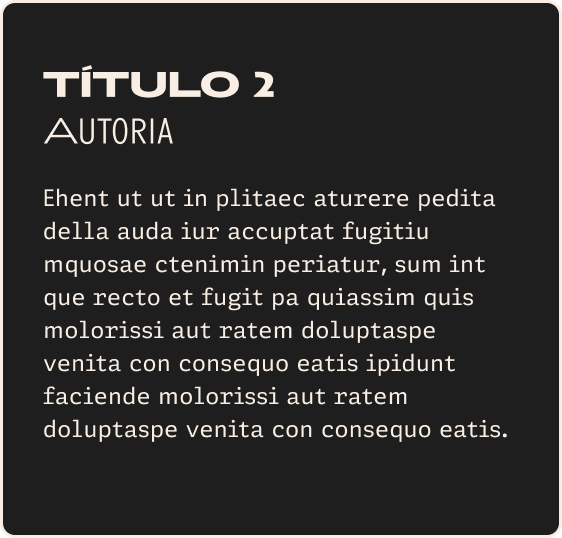 TÍTULO 2
AUTORIA
Ehent ut ut in plitaec aturere pedita
della auda iur accuptat fugitiu
mquosae ctenimin periatur, sum int
que recto et fugit pa quiassim quis
molorissi aut ratem doluptaspe
venita con consequo eatis ipidunt
faciende molorissi aut ratem
doluptaspe venita con consequo eatis.